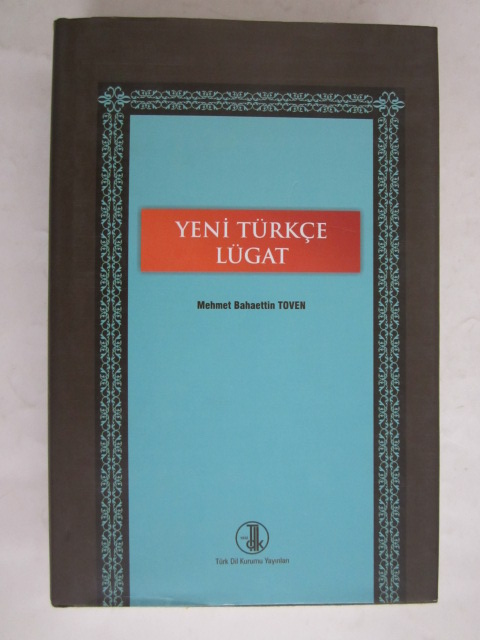 YENİ TÜRKÇE
LÜGAT
Mehmet Bahaettin TOVEN
Türk Dil Kurumu Yayınları